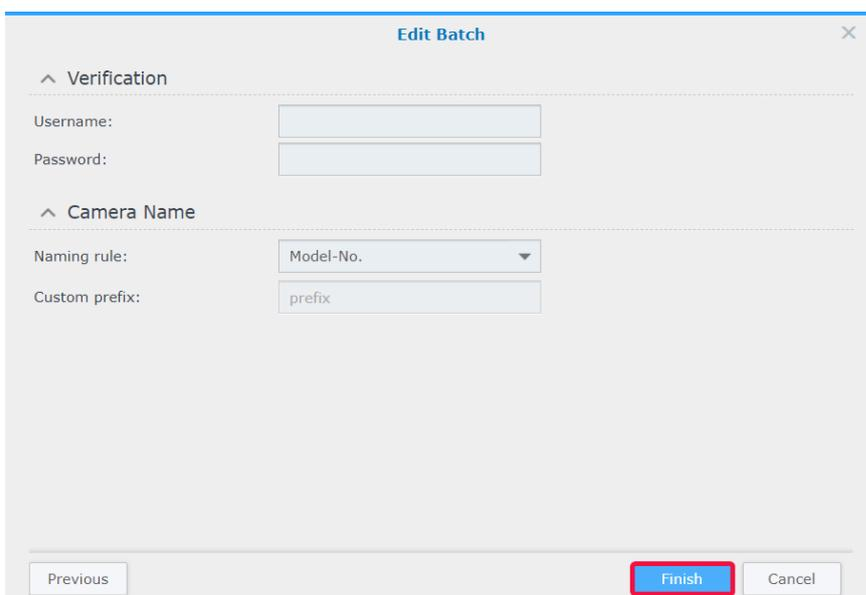 Edit Batch
Verification
Username:
Password:
Camera Name
Naming rule: Model-No.
Custom prefix: prefix
Previous Finish Cancel